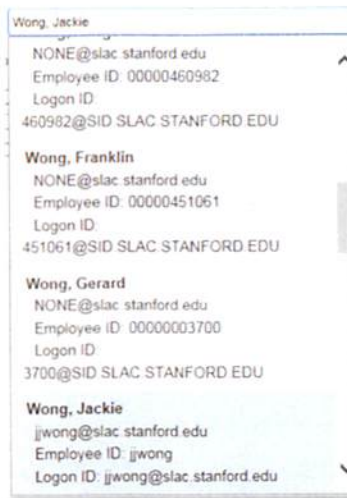 Wong, Jackie
NONE@slac.stanford.edu
Employee ID: 00000460982
Logon ID:
460982@SID SLAC STANFORD EDU
Wong, Franklin
NONE@slac stanford edu
Employee ID: 00000451061
Logon ID:
451061@SID SLAC STANFORD EDU
Wong, Gerard
NONE@slac stanford edu
Employee ID: 00000003700
Logon ID:
3700@SID SLAC STANFORD EDU
Wong, Jackie
jjwong@slac.stanford.edu
Employee ID: jjwong
Logon ID: jjwong@slac.stanford.edu